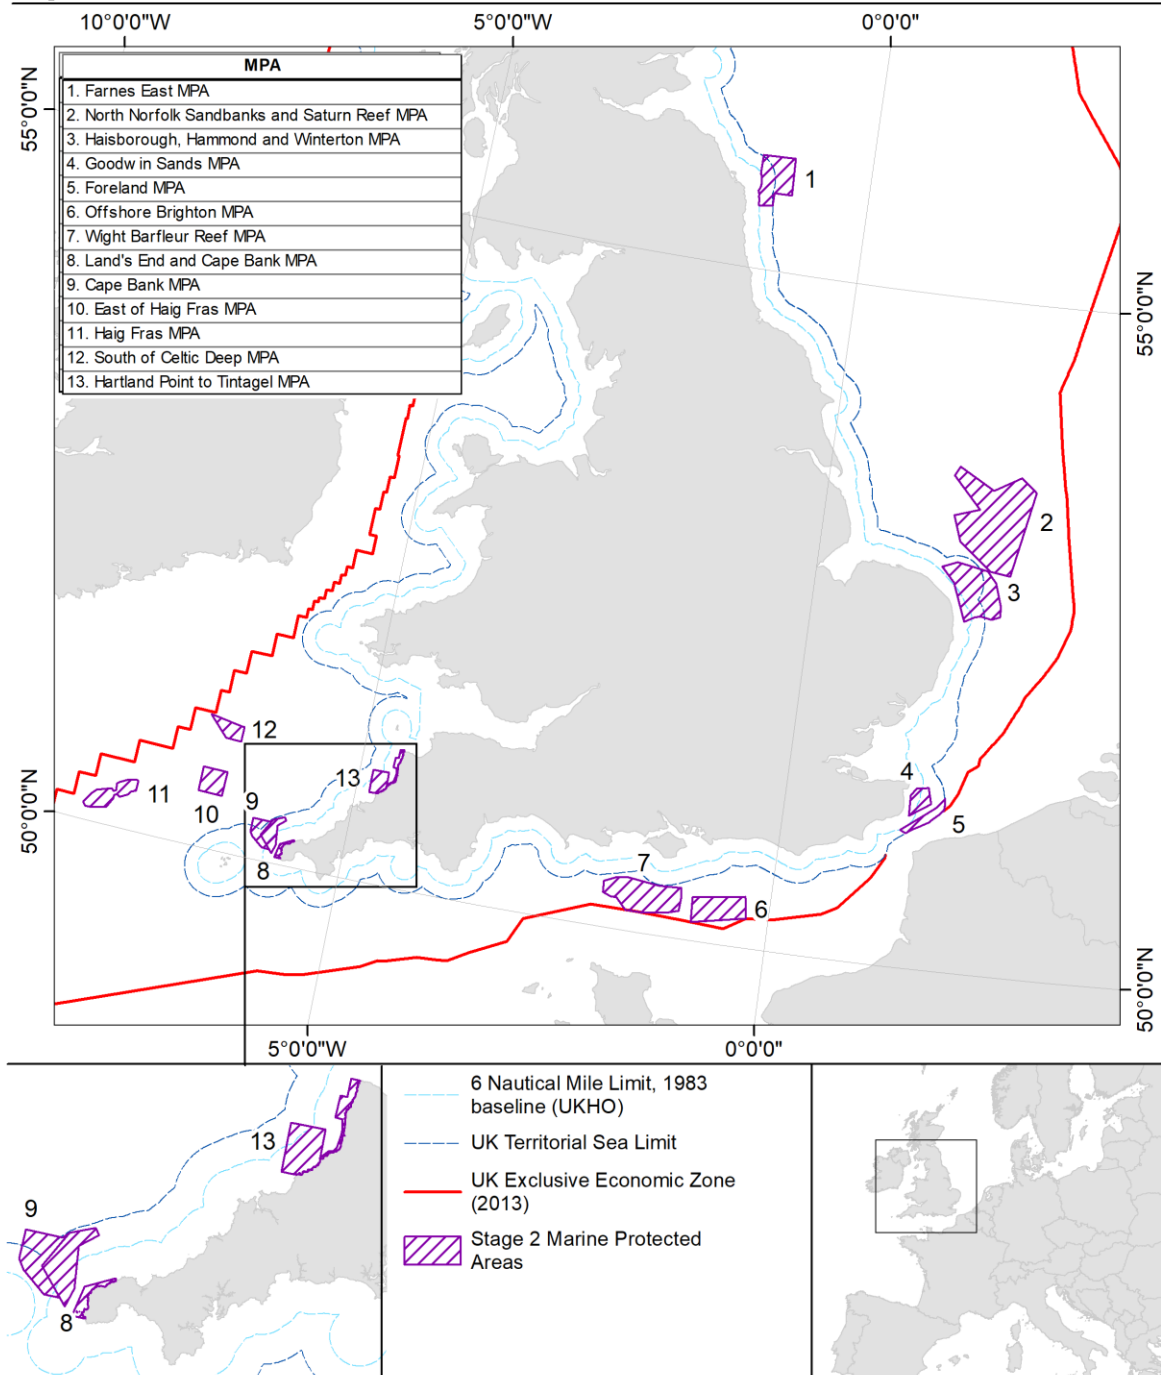 10°0'0"W
5°0'0"W
0°0'0"
55°0'0"N
MPA
1. Farnes East MPA
2. North Norfolk Sandbanks and Saturn Reef MPA
3. Haisborough, Hammond and Winterton MPA
4. Goodwin Sands MPA
5. Foreland MPA
6. Offshore Brighton MPA
7. Wight Barfleur Reef MPA
8. Land's End and Cape Bank MPA
9. Cape Bank MPA
10. East of Haig Fras MPA
11. Haig Fras MPA
12. South of Celtic Deep MPA
13. Hartland Point to Tintagel MPA
1
55°0'0"N
2
3
12
13
4
11
10
9
5
50°0'0"N
8
7
6
50°0'0"N
5°0'0"W
0°0'0"
13
9
8
6 Nautical Mile Limit, 1983
baseline (UKHO)
UK Territorial Sea Limit
UK Exclusive Economic Zone
(2013)
Stage 2 Marine Protected
Areas